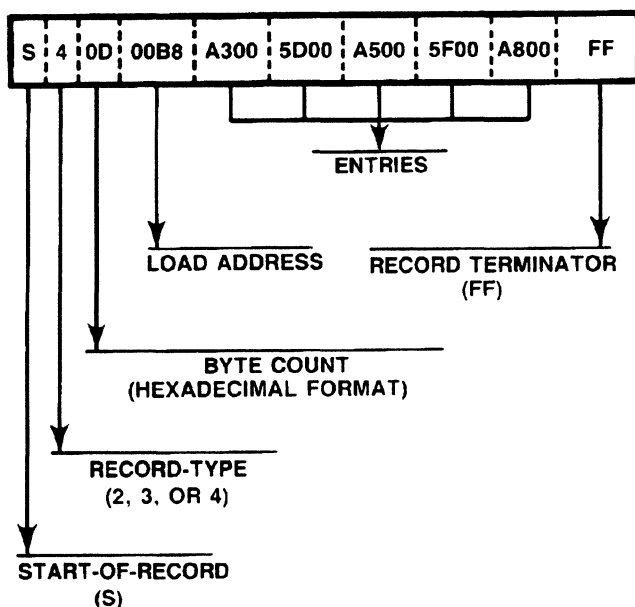 S 4 0D 00B8 A300 5D00 A500 5F00 A800 FF
ENTRIES
LOAD ADDRESS
RECORD TERMINATOR
(FF)
BYTE COUNT
(HEXADECIMAL FORMAT)
RECORD-TYPE
(2, 3, OR 4)
START-OF-RECORD
(S)